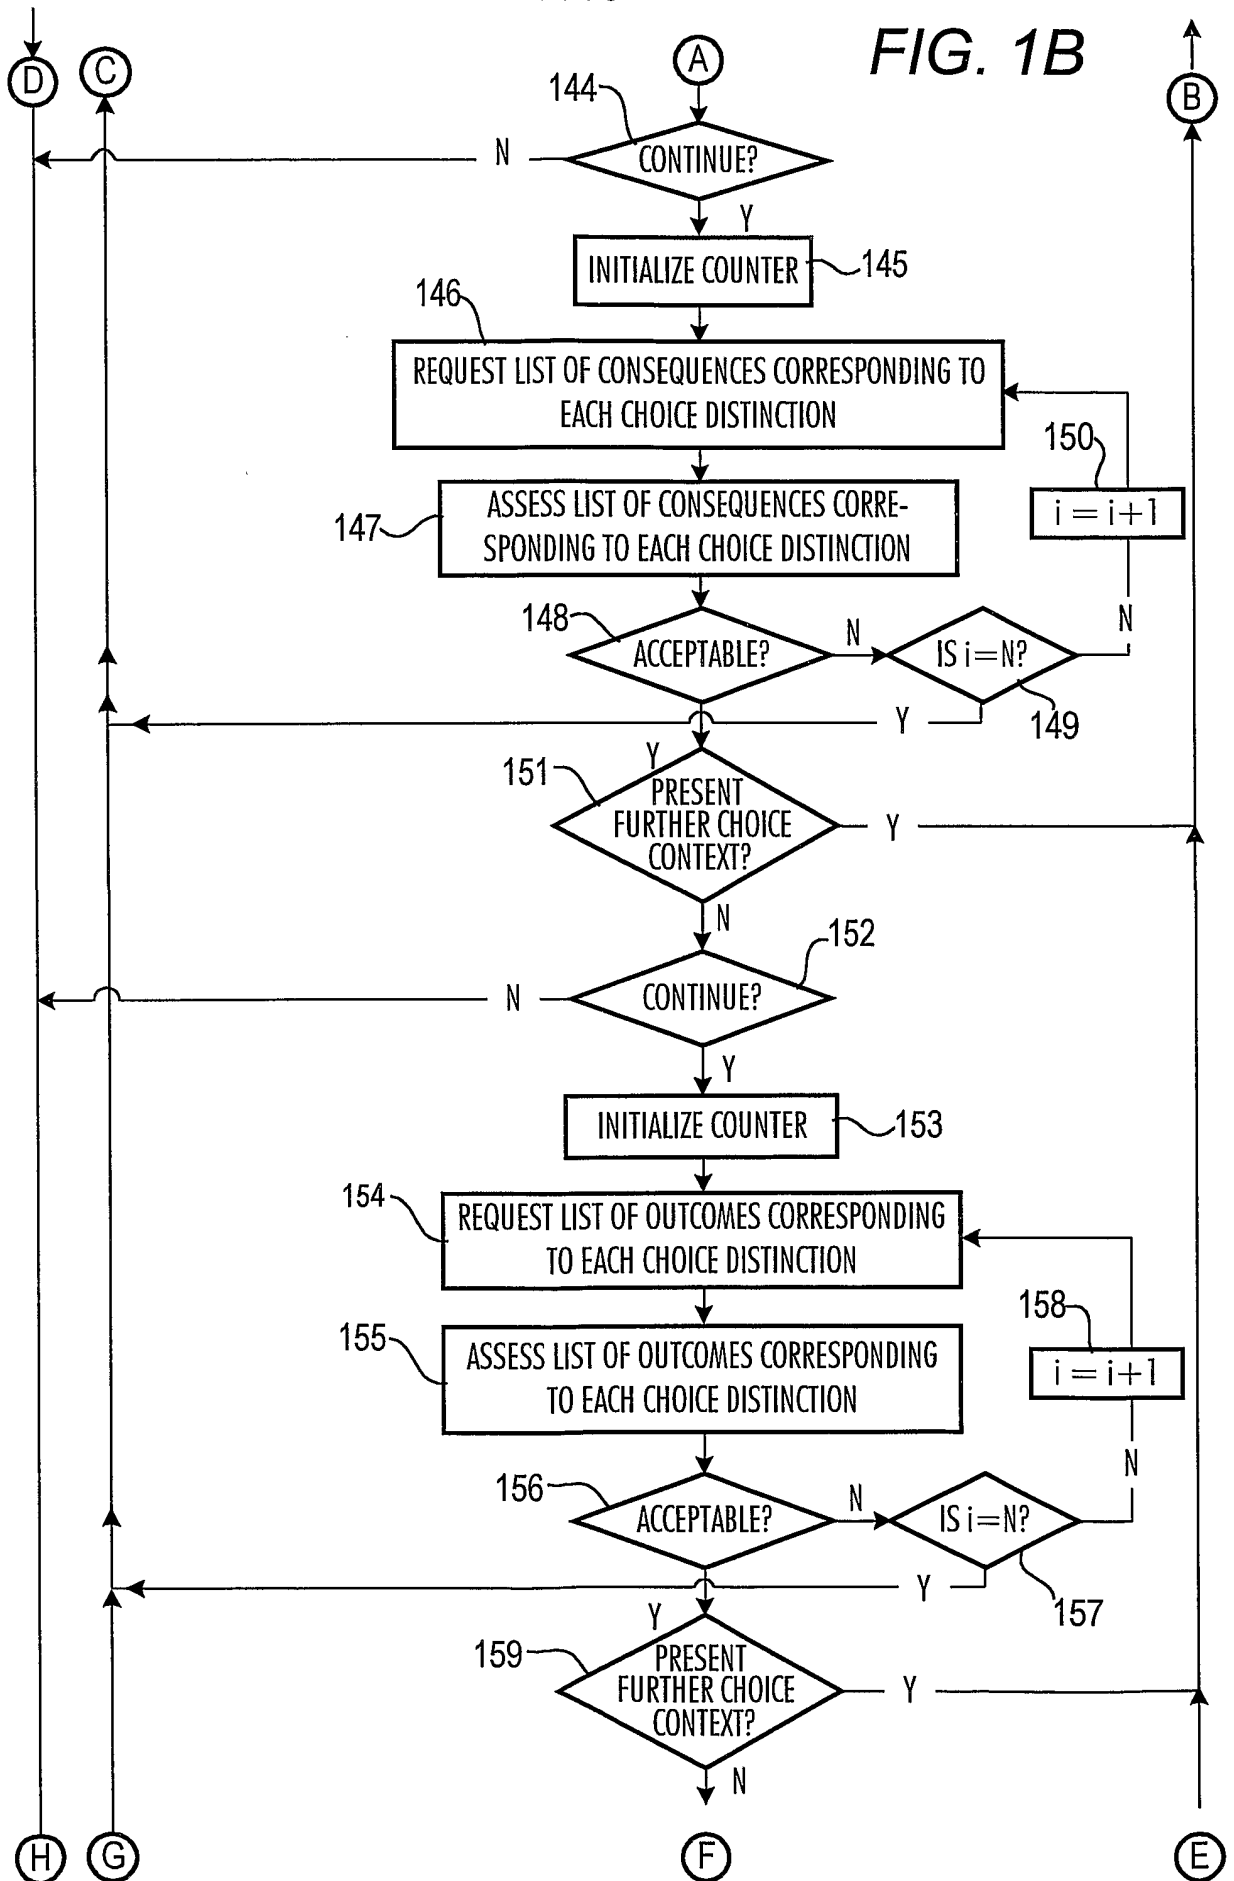 FIG. 1B
D
C
A
B
144
CONTINUE?
N
Y
INITIALIZE COUNTER
145
146
REQUEST LIST OF CONSEQUENCES CORRESPONDING TO
EACH CHOICE DISTINCTION
150
i = i+1
147
ASSESS LIST OF CONSEQUENCES CORRE-
SPONDING TO EACH CHOICE DISTINCTION
N
148
ACCEPTABLE?
N
IS i=N?
149
Y
Y
151
PRESENT
FURTHER CHOICE
CONTEXT?
Y
N
152
CONTINUE?
N
Y
INITIALIZE COUNTER
153
154
REQUEST LIST OF OUTCOMES CORRESPONDING
TO EACH CHOICE DISTINCTION
158
i = i+1
155
ASSESS LIST OF OUTCOMES CORRESPONDING
TO EACH CHOICE DISTINCTION
N
156
ACCEPTABLE?
N
IS i=N?
157
Y
Y
159
PRESENT
FURTHER CHOICE
CONTEXT?
Y
N
H
G
F
E